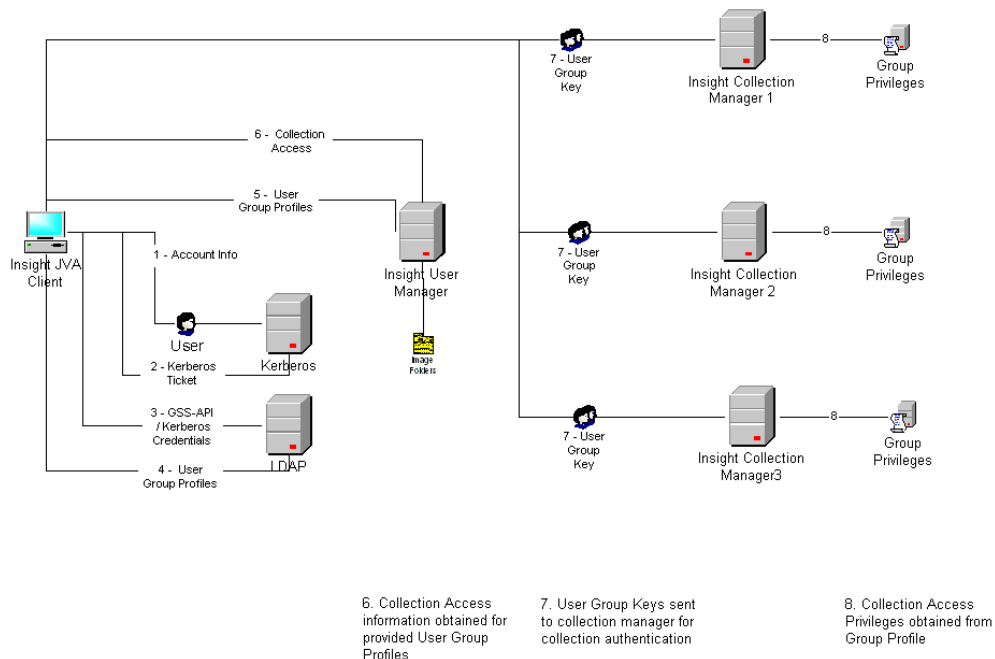 8
7 - User
Group
Key
Insight Collection
Manager 1
Group
Privileges
6 - Collection
Access
5 - User
Group Profiles
1 - Account Info
Insight JVA
Client
Insight User
Manager
8
7 - User
Group
Key
Insight Collection
Manager 2
Group
Privileges
User
Kerberos
2 - Kerberos
Ticket
Image
Folders
3 - GSS-API
/ Kerberos
Credentials
LDAP
4 - User
Group Profiles
8
7 - User
Group
Key
Insight Collection
Manager3
Group
Privileges
6. Collection Access
information obtained for
provided User Group
Profiles
7. User Group Keys sent
to collection manager for
collection authentication
8. Collection Access
Privileges obtained from
Group Profile